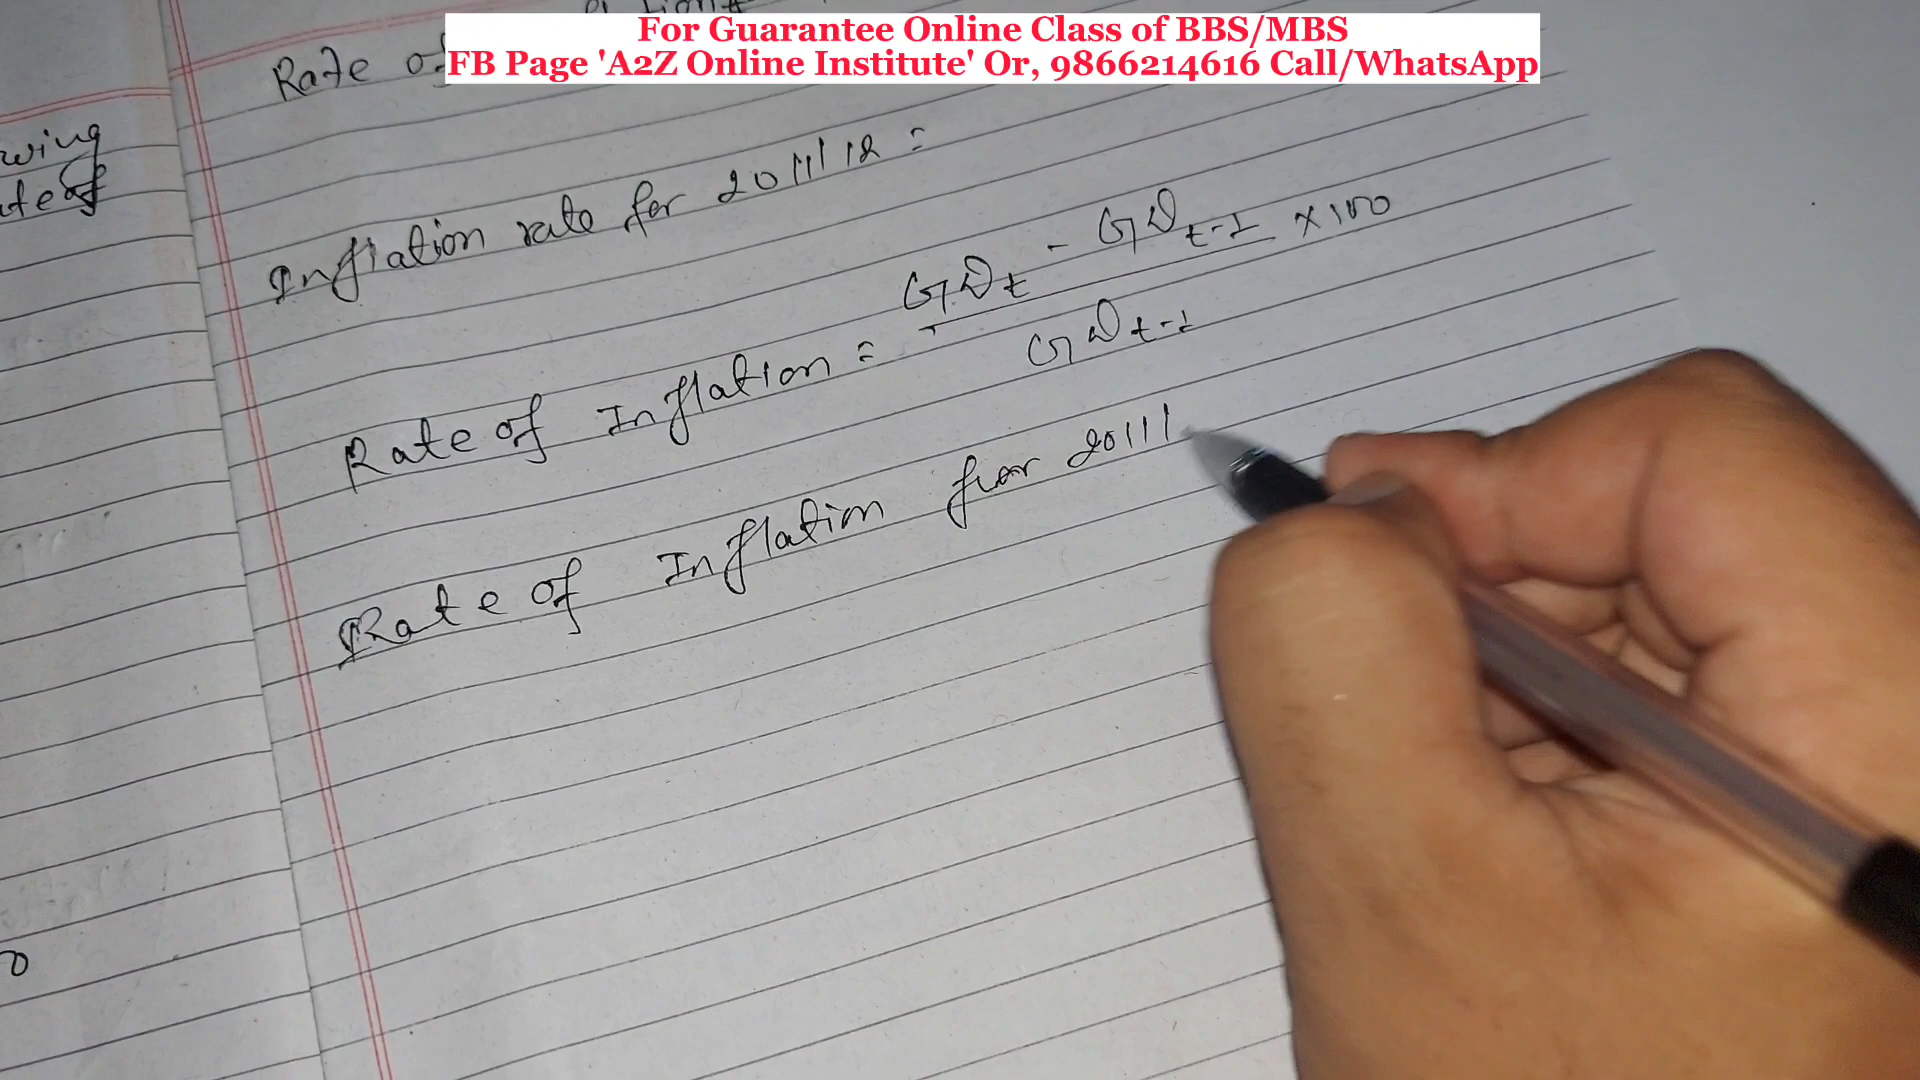 For Guarantee Online Class of BBS/MBS
FB Page 'A2Z Online Institute' Or, 9866214616 Call/WhatsApp
Rate of
wing
Inflation rate for 2011/12 =
Rate of Inflation = GDt - GDt-1 × 100
GDt-1
Rate of Inflation for 2011/